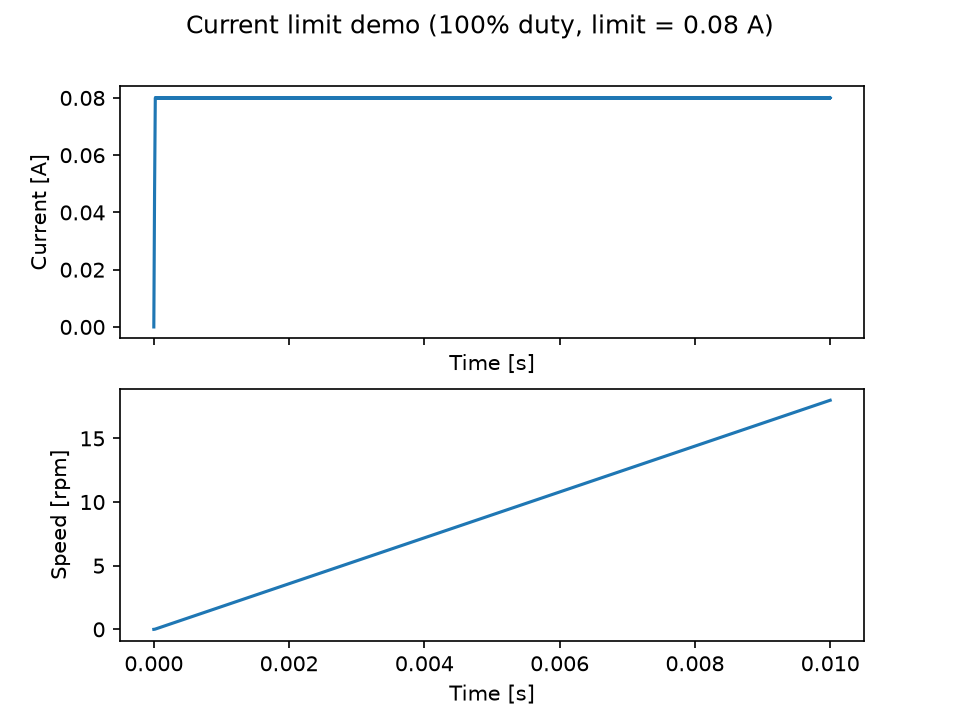 Current limit demo (100% duty, limit = 0.08 A)
0.08
0.06
0.04
0.02
0.00
Current [A]
Time [s]
15
10
5
0
Speed [rpm]
0.000 0.002 0.004 0.006 0.008 0.010
Time [s]